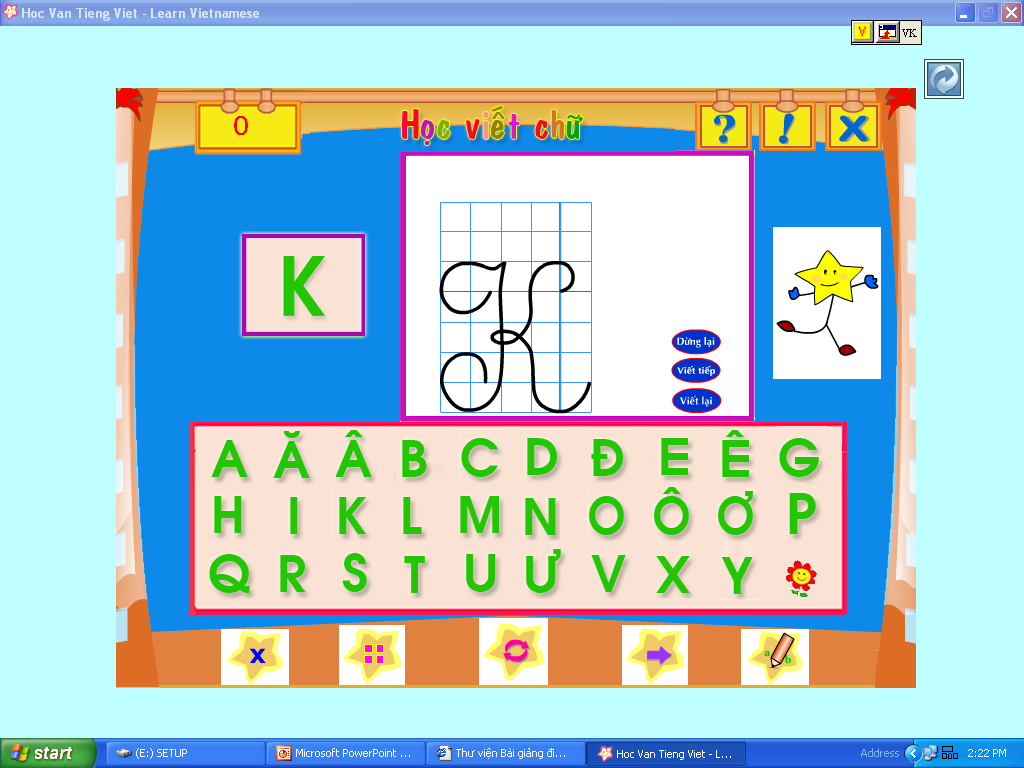 Hoc Van Tieng Viet - Learn Vietnamese
V VK
0
Học viết chữ
? ! X
K
K
Dừng lại
Viết tiếp
Viết lại
A Ă Â B C D Đ E Ê G
H I K L M N O Ô Ơ P
Q R S T U Ư V X Y
x
a b
start
(E:) SETUP
Microsoft PowerPoint ...
Thư viện Bài giảng đi...
Hoc Van Tieng Viet - L...
Address
2:22 PM